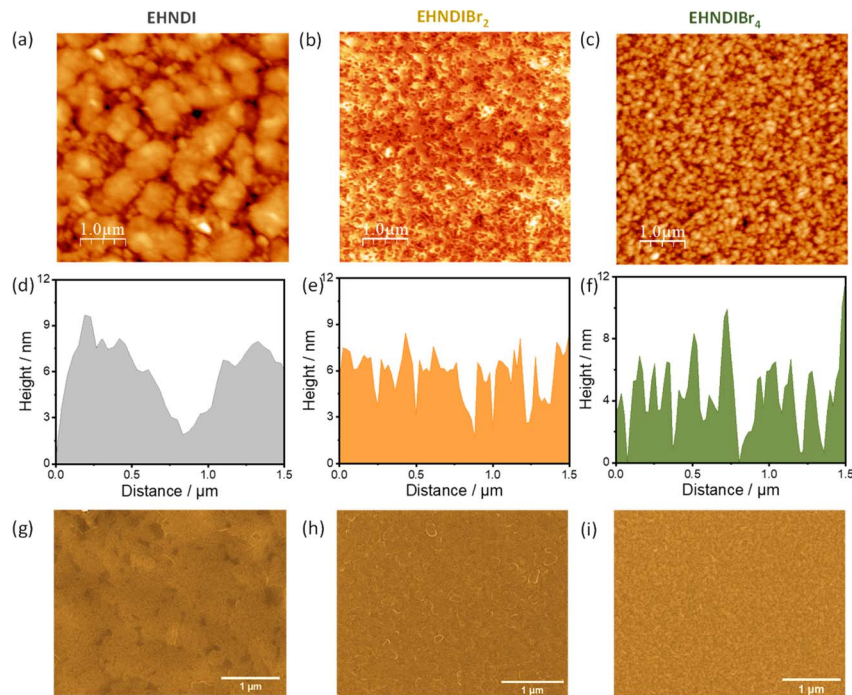 EHNDI EHNDIBr₂ EHNDIBr₄
(a) (b) (c)
1.0µm 1.0µm 1.0µm
(d) (e) (f)
12 12 12
9 9 8
6 6 4
3 3 0
0 0
0.0 0.5 1.0 1.5 0.0 0.5 1.0 1.5 0.0 0.5 1.0 1.5
Height / nm Height / nm Height / nm
Distance / µm Distance / µm Distance / µm
(g) (h) (i)
1 µm 1 µm 1 µm